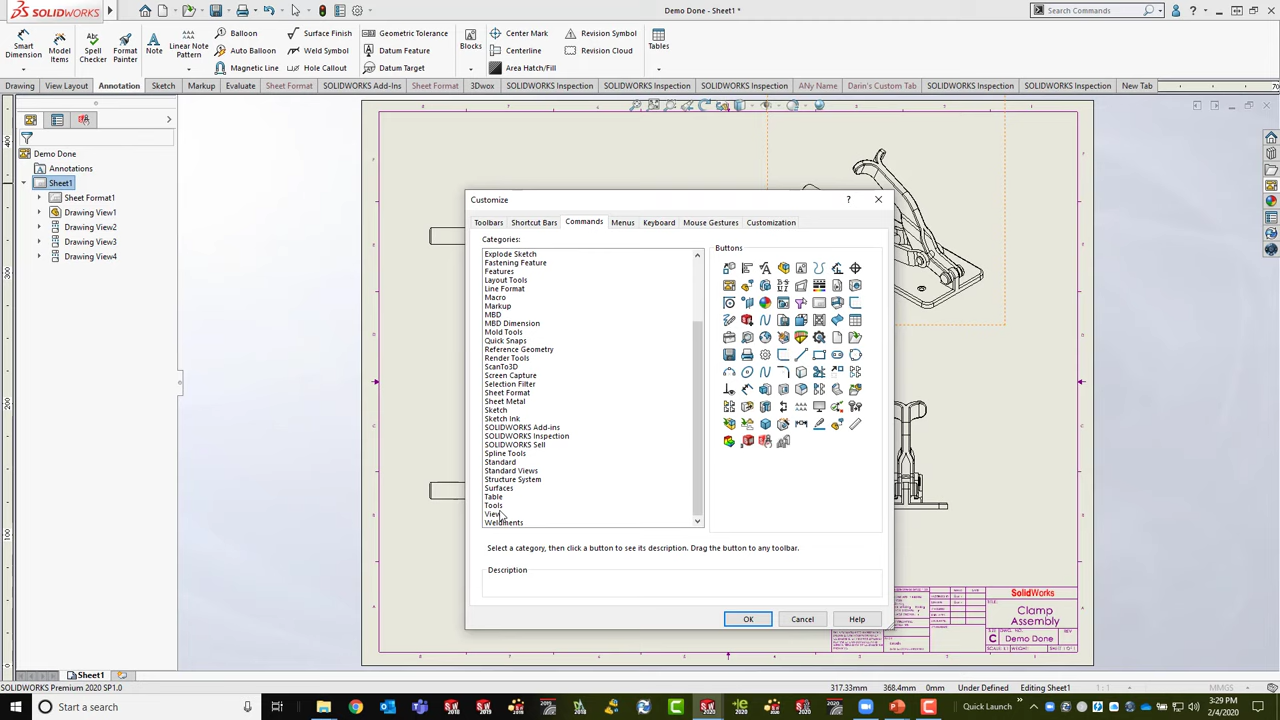 SOLIDWORKS
Demo Done - Sheet1 *
Search Commands
Smart Dimension
Model Items
Spell Checker
Format Painter
Note
Linear Note Pattern
Balloon
Auto Balloon
Magnetic Line
Surface Finish
Weld Symbol
Hole Callout
Geometric Tolerance
Datum Feature
Datum Target
Blocks
Center Mark
Centerline
Area Hatch/Fill
Revision Symbol
Revision Cloud
Tables
Drawing View Layout Annotation Sketch Markup Evaluate Sheet Format SOLIDWORKS Add-Ins Sheet Format 3Dwox SOLIDWORKS Inspection SOLIDWORKS Inspection ANy Name Darin's Custom Tab SOLIDWORKS Inspection SOLIDWORKS Inspection New Tab
Demo Done
Annotations
Sheet1
Sheet Format1
Drawing View1
Drawing View2
Drawing View3
Drawing View4
400
300
200
100
0
Customize
Toolbars Shortcut Bars Commands Menus Keyboard Mouse Gestures Customization
Categories:
Buttons
Explode Sketch
Fastening Feature
Features
Layout Tools
Line Format
Macro
Markup
MBD
MBD Dimension
Mold Tools
Quick Snaps
Reference Geometry
Render Tools
ScanTo3D
Screen Capture
Selection Filter
Sheet Format
Sheet Metal
Sketch
Sketch Ink
SOLIDWORKS Add-ins
SOLIDWORKS Inspection
SOLIDWORKS Sell
Spline Tools
Standard
Standard Views
Structure System
Surfaces
Table
Tools
View
Weldments
Select a category, then click a button to see its description. Drag the button to any toolbar.
Description
OK Cancel Help
SolidWorks
TITLE:
Clamp
Assembly
C Demo Done
Sheet1
SOLIDWORKS Premium 2020 SP1.0
317.33mm 368.4mm 0mm Under Defined Editing Sheet1 1 : 1 MMGS
Start a search
Quick Launch
3:29 PM
2/4/2020